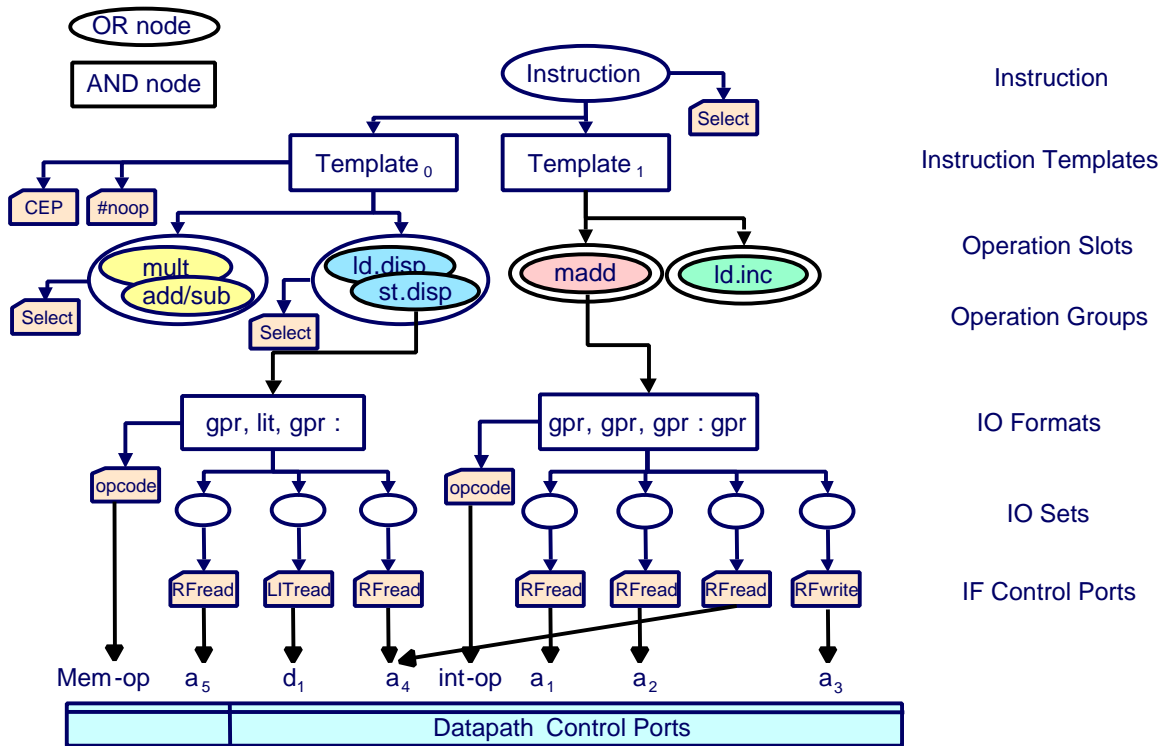 OR node
AND node
Instruction
Instruction
Select
Template 0
Template 1
Instruction Templates
CEP
#noop
mult
add/sub
ld.disp
st.disp
madd
ld.inc
Operation Slots
Select
Select
Operation Groups
gpr, lit, gpr :
gpr, gpr, gpr : gpr
IO Formats
opcode
opcode
IO Sets
RFread
LITread
RFread
RFread
RFread
RFread
RFwrite
IF Control Ports
Mem-op
a5
d1
a4
int-op
a1
a2
a3
Datapath Control Ports